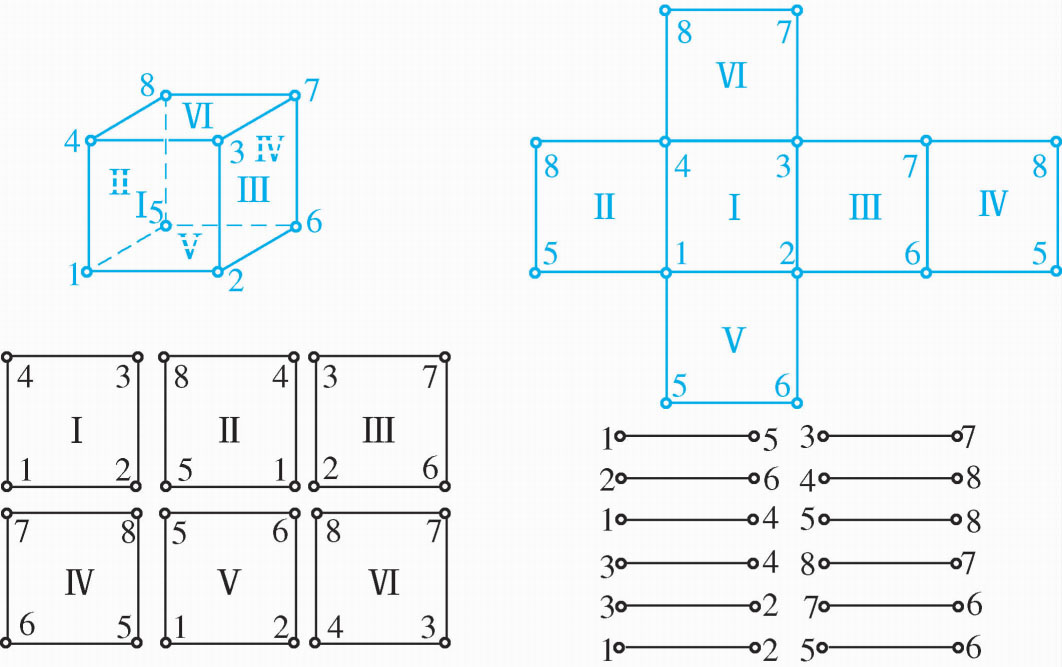 8 7
Ⅵ
4 3 Ⅳ
Ⅱ Ⅲ
Ⅰ 5 6
Ⅴ
1 2
8 7
Ⅵ
8 4 3 7 8
Ⅱ Ⅰ Ⅲ Ⅳ
5 1 2 6 5
Ⅴ
5 6
4 3 8 4 3 7
Ⅰ Ⅱ Ⅲ
1 2 5 1 2 6
7 8 5 6 8 7
Ⅳ Ⅴ Ⅵ
6 5 1 2 4 3
1 5 3 7
2 6 4 8
1 4 5 8
3 4 8 7
3 2 7 6
1 2 5 6